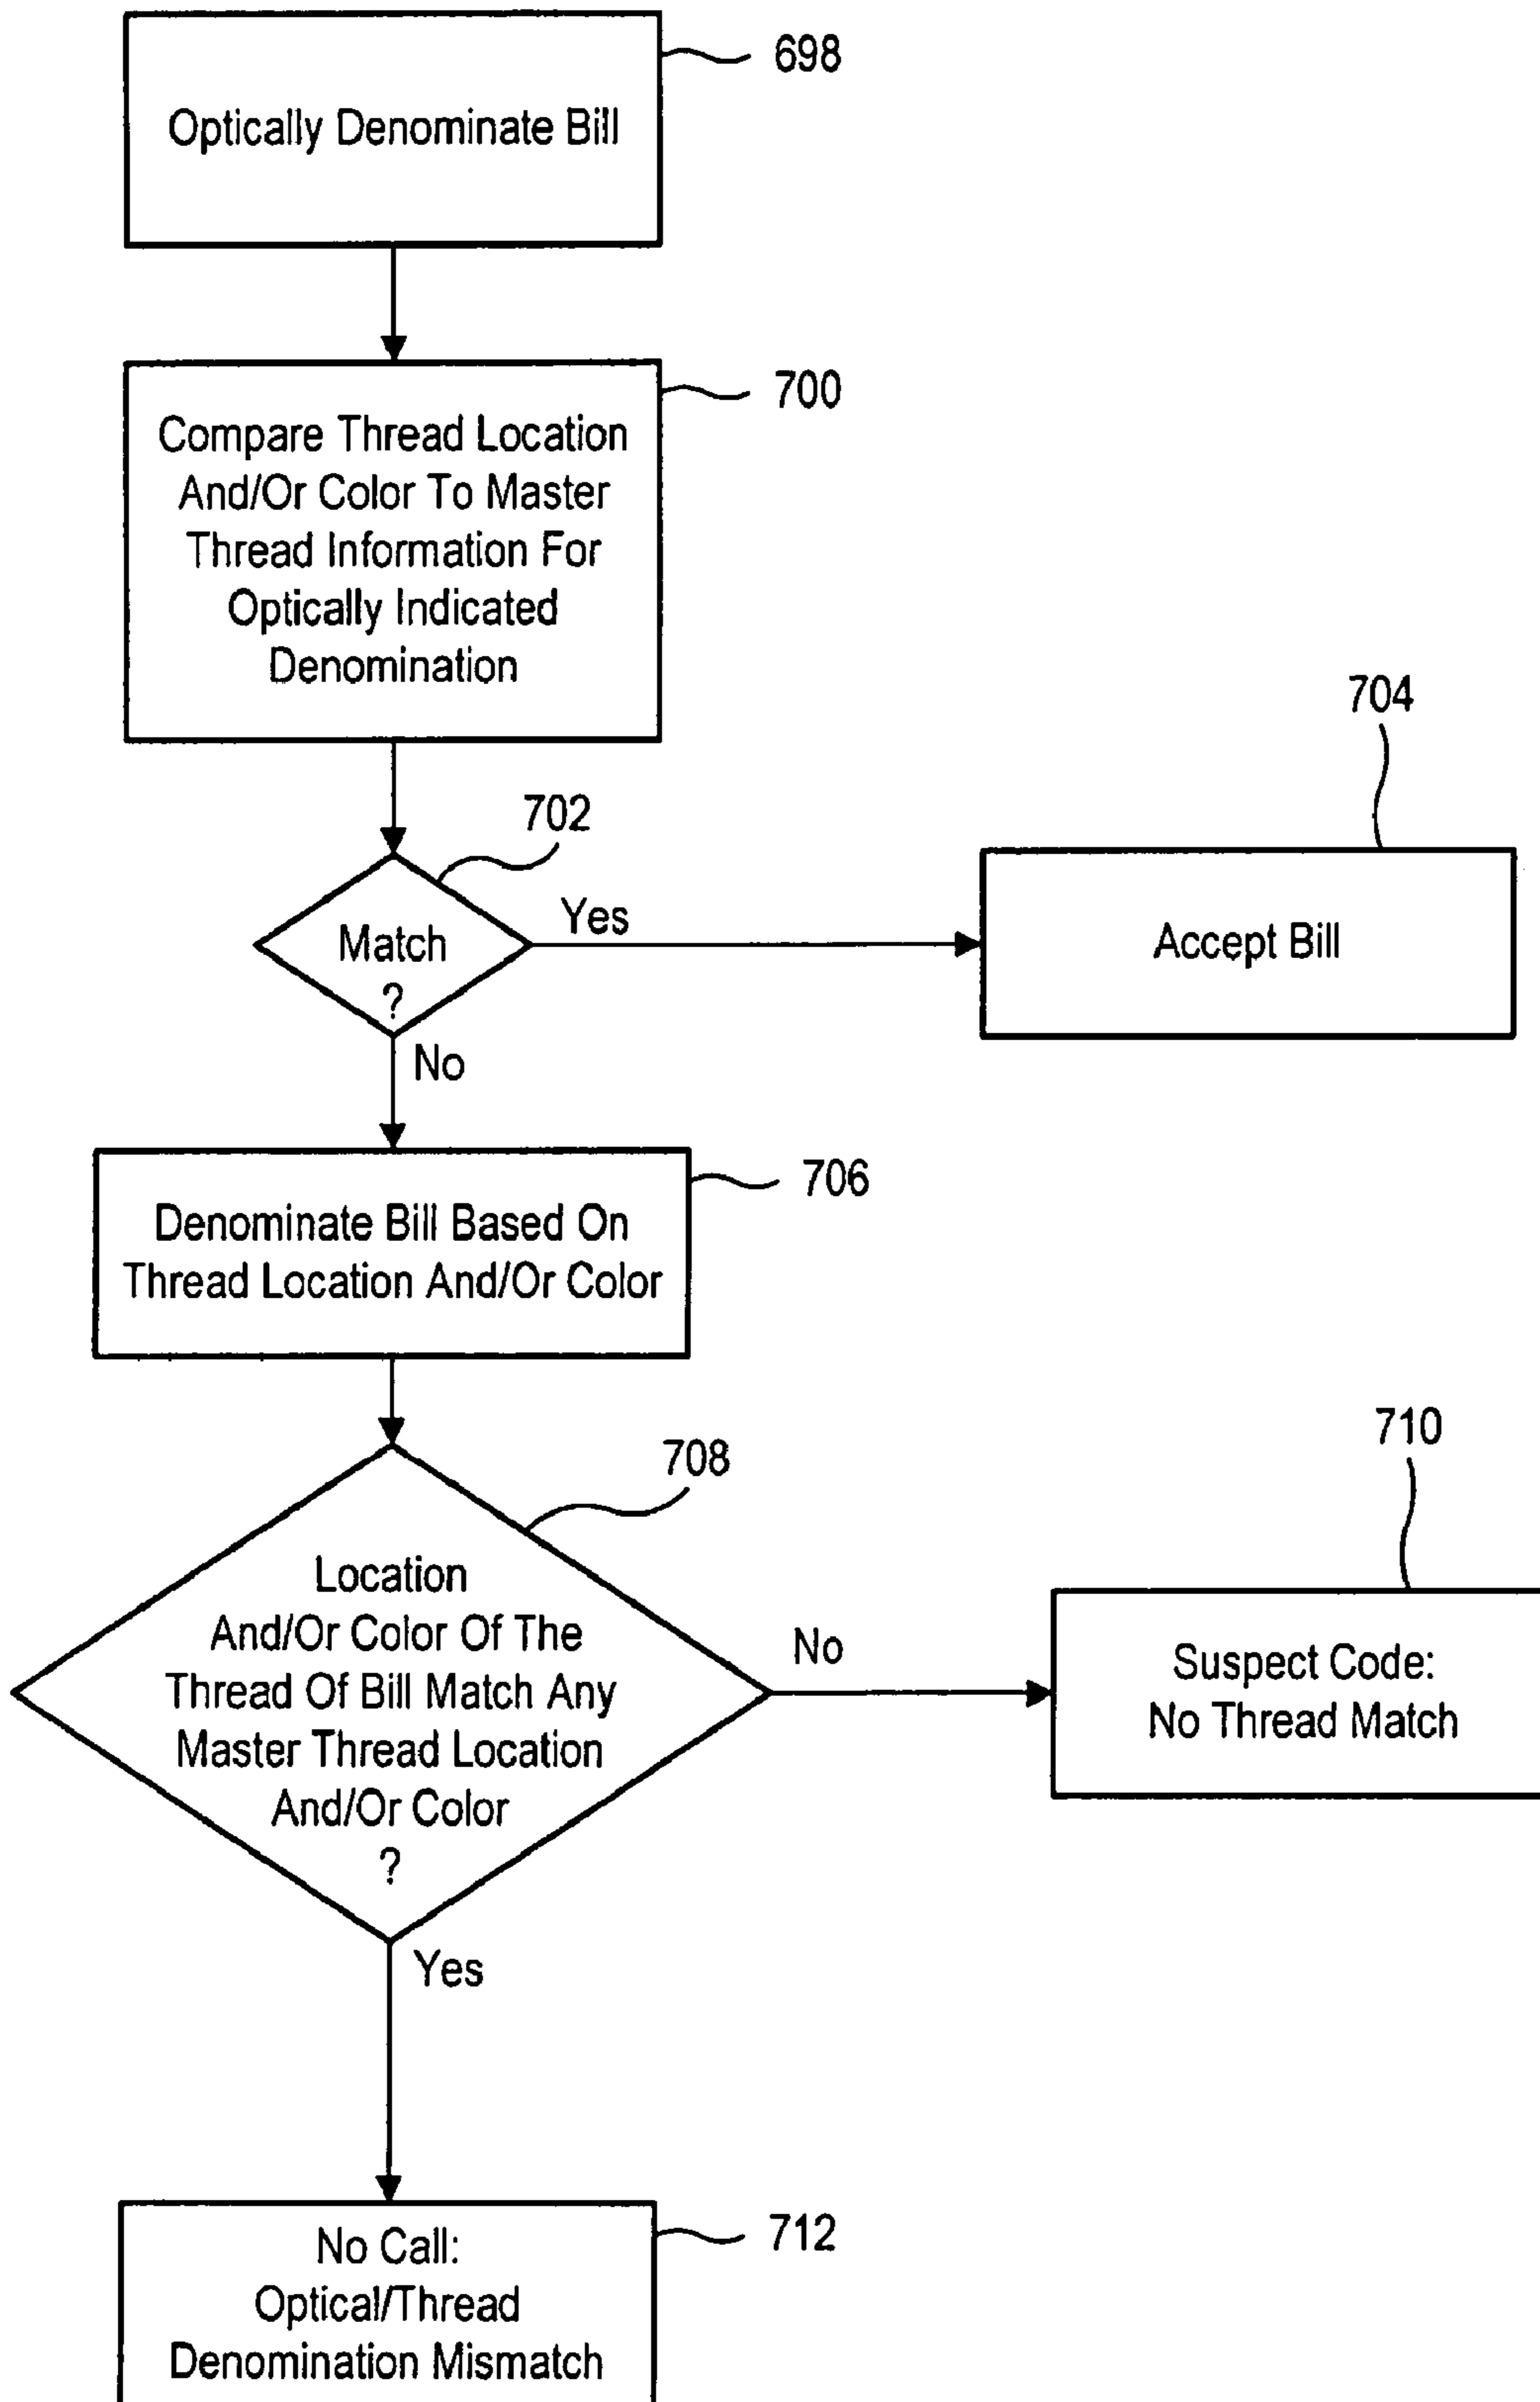 698
Optically Denominate Bill
700
Compare Thread Location
And/Or Color To Master
Thread Information For
Optically Indicated
Denomination
704
702
Match
?
Yes
Accept Bill
No
706
Denominate Bill Based On
Thread Location And/Or Color
708
710
Location
And/Or Color Of The
Thread Of Bill Match Any
Master Thread Location
And/Or Color
?
No
Suspect Code:
No Thread Match
Yes
712
No Call:
Optical/Thread
Denomination Mismatch